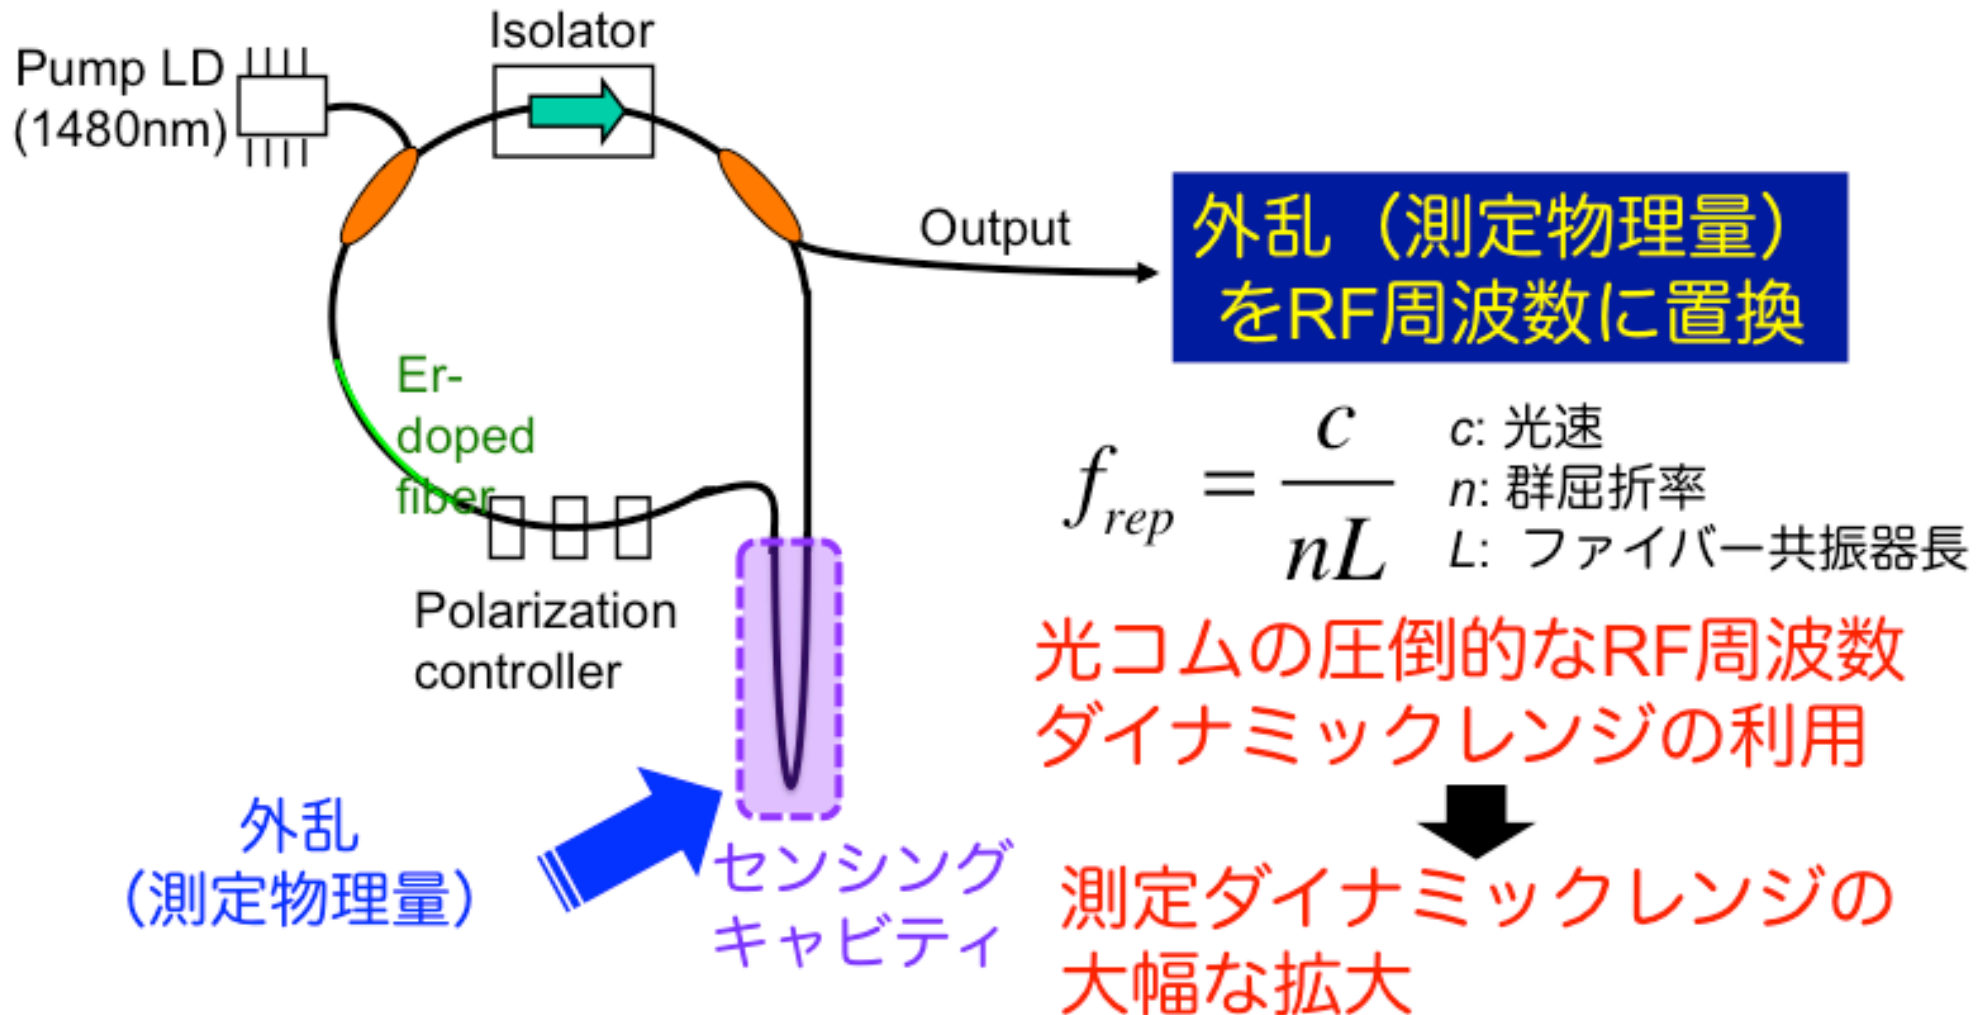 Isolator
Pump LD
(1480nm)
Output
外乱（測定物理量）
をRF周波数に置換
Er-
doped
fiber
Polarization
controller
f_rep = c / nL
c: 光速
n: 群屈折率
L: ファイバー共振器長
光コムの圧倒的なRF周波数
ダイナミックレンジの利用
測定ダイナミックレンジの
大幅な拡大
外乱
（測定物理量）
センシング
キャビティ